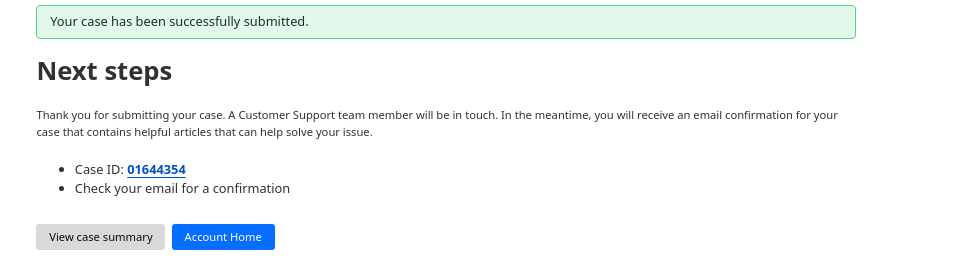 Your case has been successfully submitted.
Next steps
Thank you for submitting your case. A Customer Support team member will be in touch. In the meantime, you will receive an email confirmation for your
case that contains helpful articles that can help solve your issue.
Case ID: 01644354
Check your email for a confirmation
View case summary Account Home